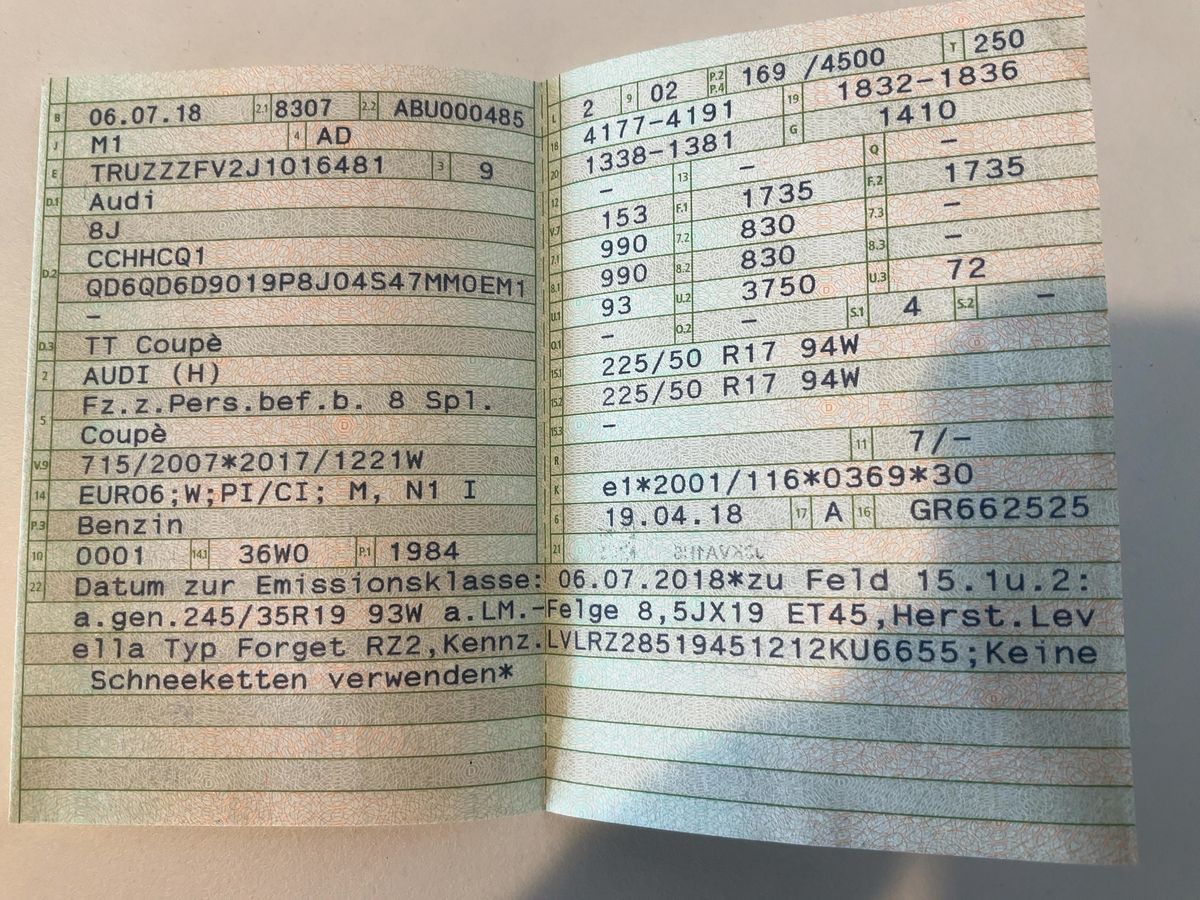 B 06.07.18 2.1 8307 2.2 ABU000485
J M1 4 AD
E TRUZZZFV2J1016481 3 9
D.1 Audi
8J
D.2 CCHHCQ1
QD6QD6D9019P8J04S47MM0EM1
–
D.3 TT Coupè
2 AUDI (H)
5 Fz.z.Pers.bef.b. 8 Spl.
Coupè
V.9 715/2007*2017/1221W
14 EURO6;W;PI/CI; M, N1 I
P.3 Benzin
10 0001 14.1 36W0 P.1 1984
L 2 9 02 P.2 P.4 169 /4500 T 250
18 4177-4191 19 1832-1836
20 1338-1381 G 1410
12 – 13 – Q –
V.7 153 F.1 1735 F.2 1735
7.1 990 7.2 830 7.3 –
8.1 990 8.2 830 8.3 –
U.1 93 U.2 3750 U.3 72
O.1 – O.2 – S.1 4 S.2 –
15.1 225/50 R17 94W
15.2 225/50 R17 94W
15.3 –
R 11 7/–
K e1*2001/116*0369*30
6 19.04.18 17 A 16 GR662525
21
22 Datum zur Emissionsklasse: 06.07.2018*zu Feld 15.1u.2:
a.gen.245/35R19 93W a.LM.-Felge 8,5JX19 ET45,Herst.Lev
ella Typ Forget RZ2,Kennz.LVLRZ28519451212KU6655;Keine
Schneeketten verwenden*